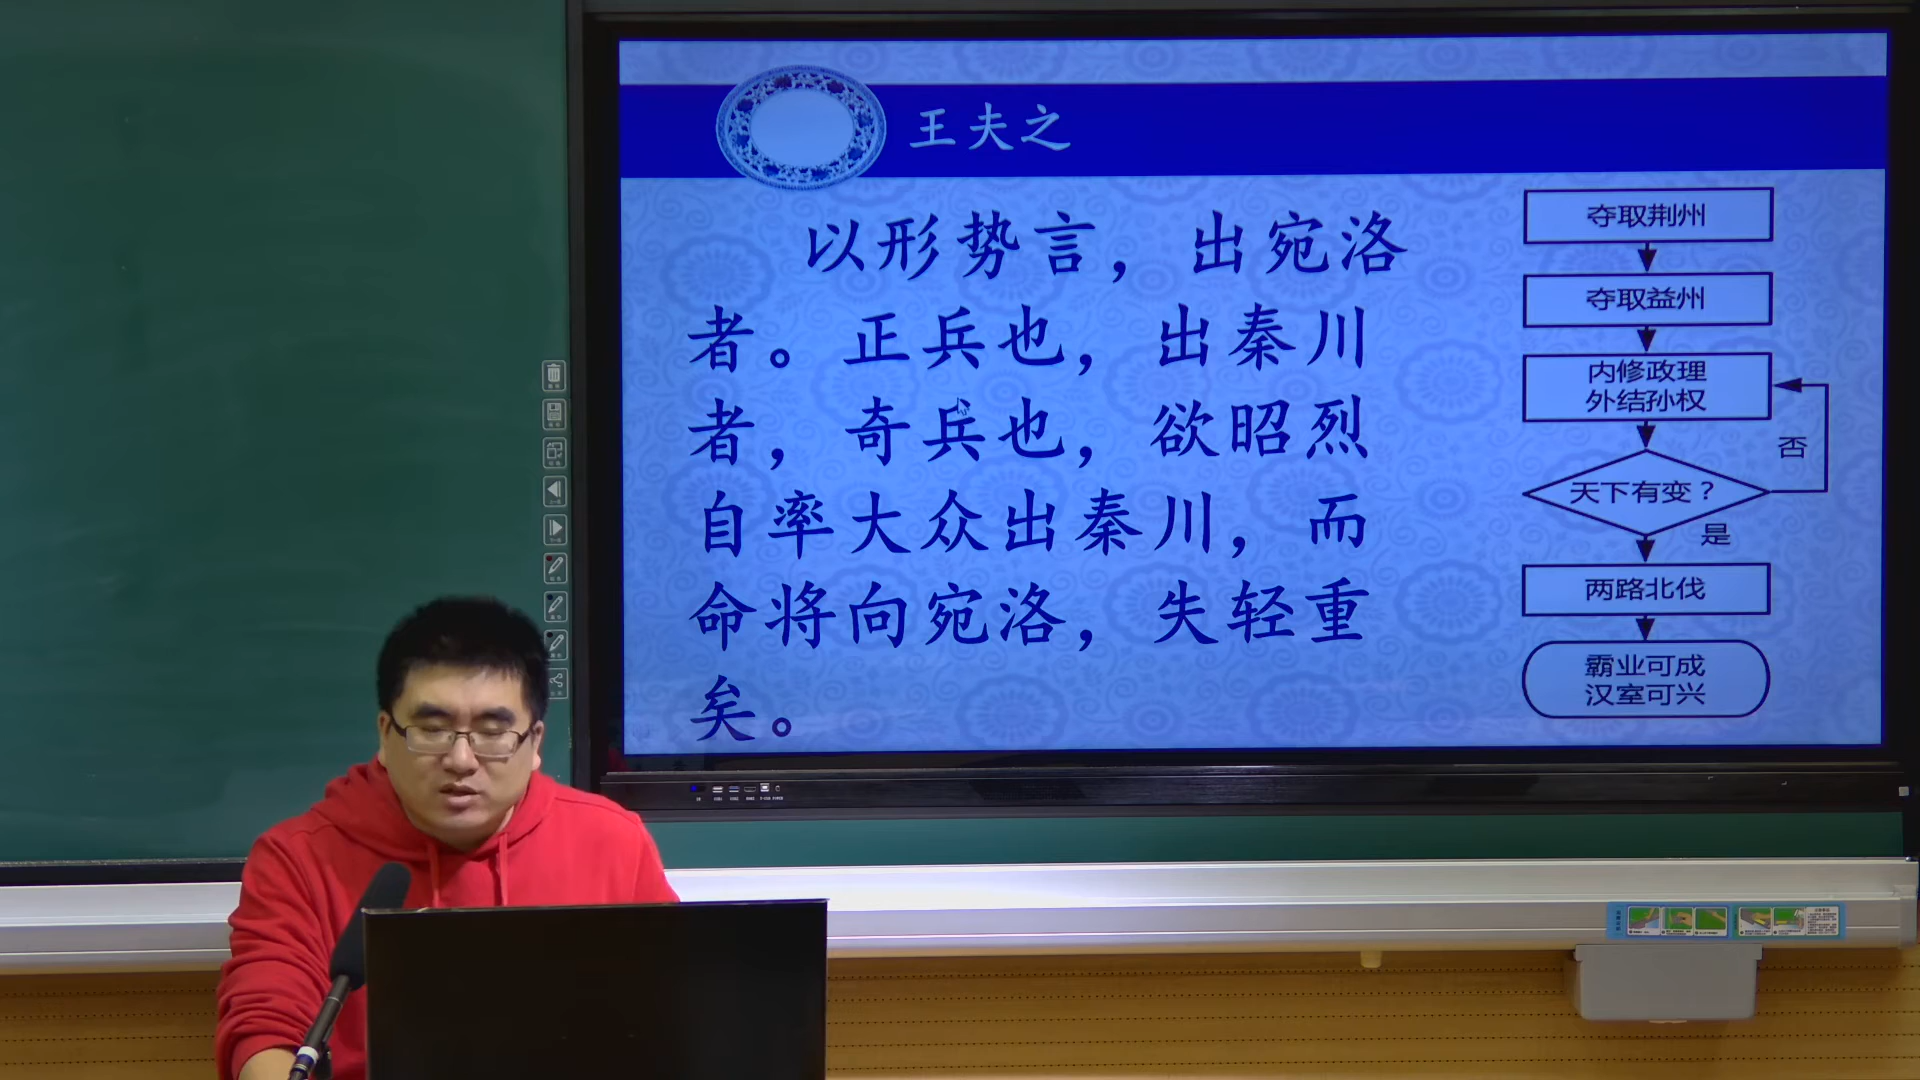 王夫之
以形势言，出宛洛
者。正兵也，出秦川
者，奇兵也，欲昭烈
自率大众出秦川，而
命将向宛洛，失轻重
矣。
夺取荆州
夺取益州
内修政理
外结孙权
否
天下有变？
是
两路北伐
霸业可成
汉室可兴